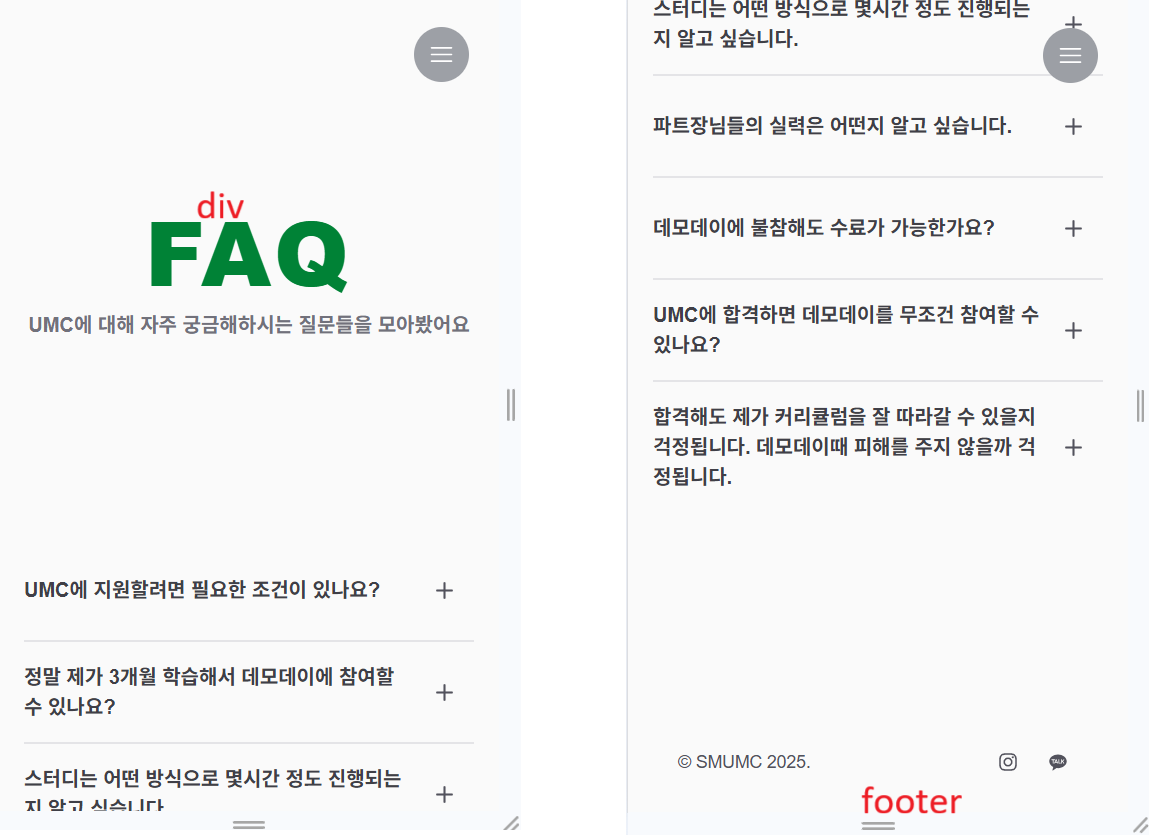 div
FAQ
UMC에 대해 자주 궁금해하시는 질문들을 모아봤어요
UMC에 지원할려면 필요한 조건이 있나요?
정말 제가 3개월 학습해서 데모데이에 참여할
수 있나요?
스터디는 어떤 방식으로 몇시간 정도 진행되는
지 알고 싶습니다
스터디는 어떤 방식으로 몇시간 정도 진행되는
지 알고 싶습니다.
파트장님들의 실력은 어떤지 알고 싶습니다.
데모데이에 불참해도 수료가 가능한가요?
UMC에 합격하면 데모데이를 무조건 참여할 수
있나요?
합격해도 제가 커리큘럼을 잘 따라갈 수 있을지
걱정됩니다. 데모데이때 피해를 주지 않을까 걱
정됩니다.
© SMUMC 2025.
TALK
footer